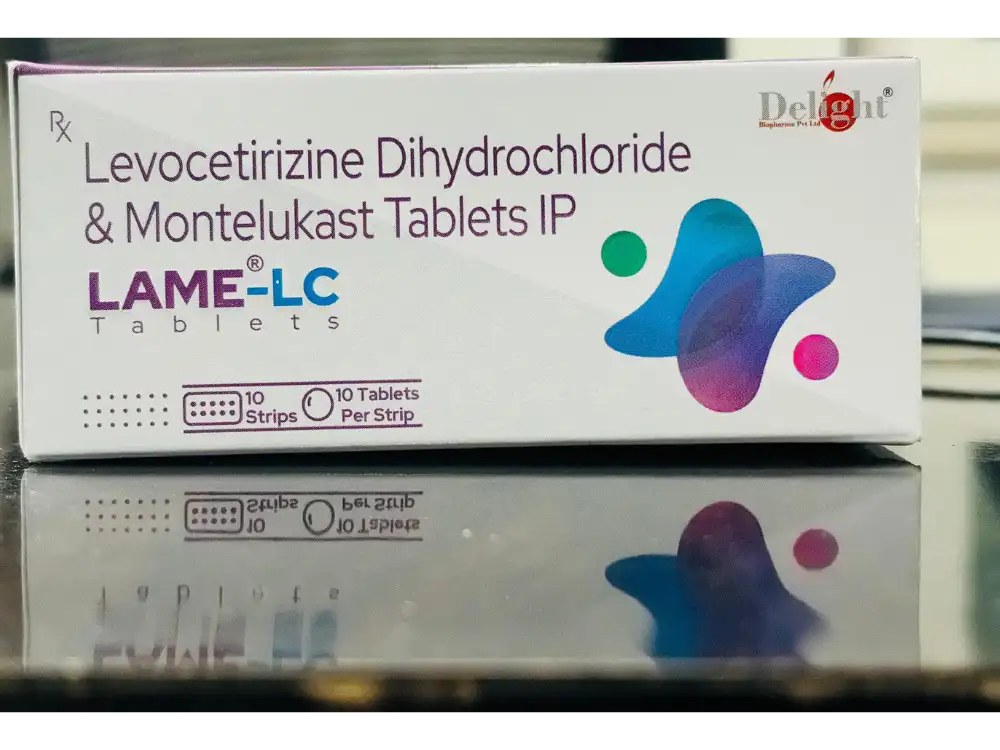 Rx
Delight®
Biopharma Pvt Ltd
Levocetirizine Dihydrochloride
& Montelukast Tablets IP
LAME®-LC
Tablets
10
Strips
10 Tablets
Per Strip